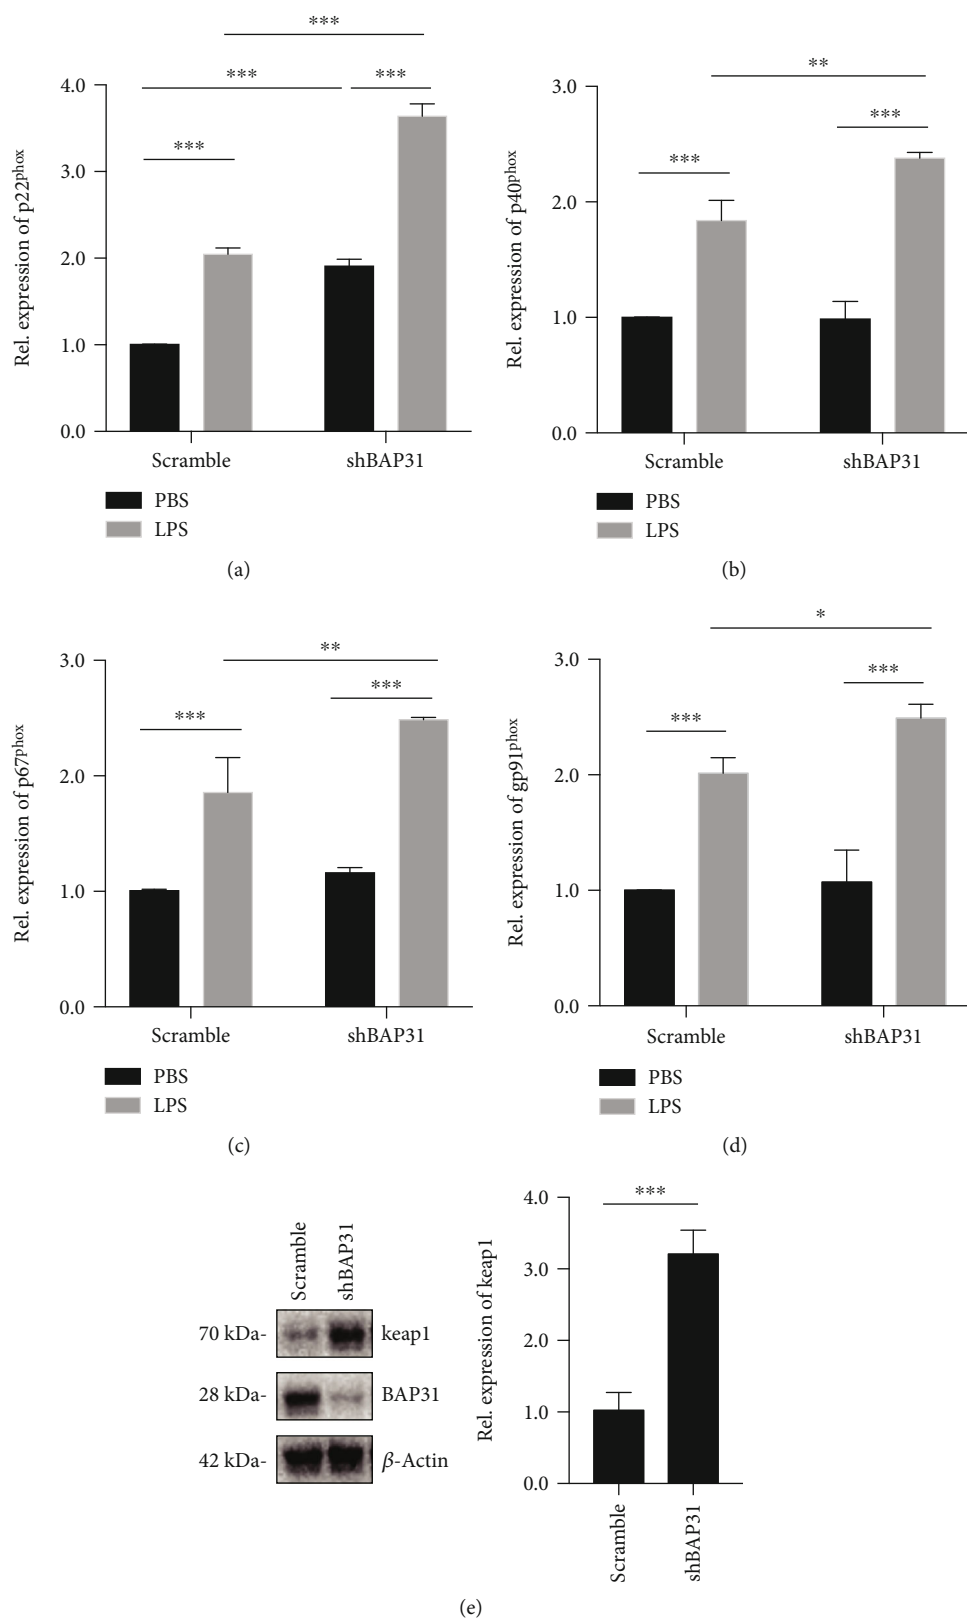 ***
***
***
***
4.0
3.0
2.0
1.0
0.0
Rel. expression of p22phox
Scramble
shBAP31
PBS
LPS
(a)
**
***
***
3.0
2.0
1.0
0.0
Rel. expression of p40phox
Scramble
shBAP31
PBS
LPS
(b)
**
***
***
3.0
2.0
1.0
0.0
Rel. expression of p67phox
Scramble
shBAP31
PBS
LPS
(c)
*
***
***
3.0
2.0
1.0
0.0
Rel. expression of gp91phox
Scramble
shBAP31
PBS
LPS
(d)
Scramble
shBAP31
70 kDa- keap1
28 kDa- BAP31
42 kDa- β-Actin
***
4.0
3.0
2.0
1.0
0.0
Rel. expression of keap1
Scramble
shBAP31
(e)